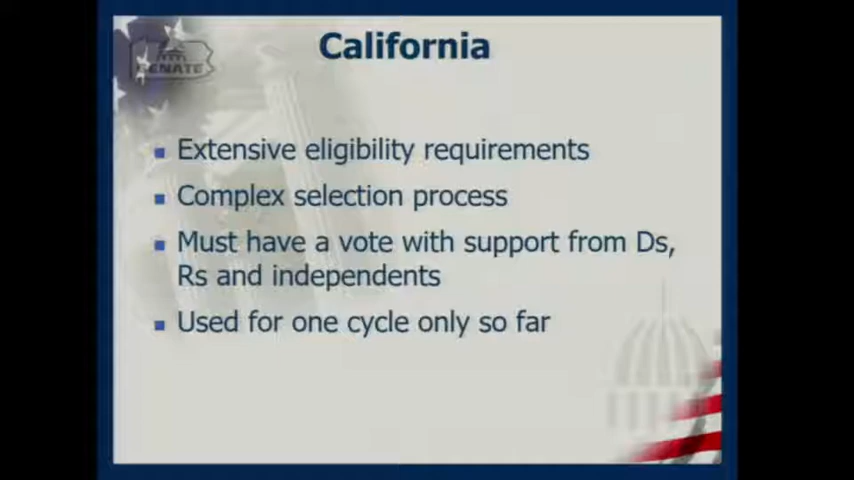 California
SENATE
Extensive eligibility requirements
Complex selection process
Must have a vote with support from Ds,
Rs and independents
Used for one cycle only so far